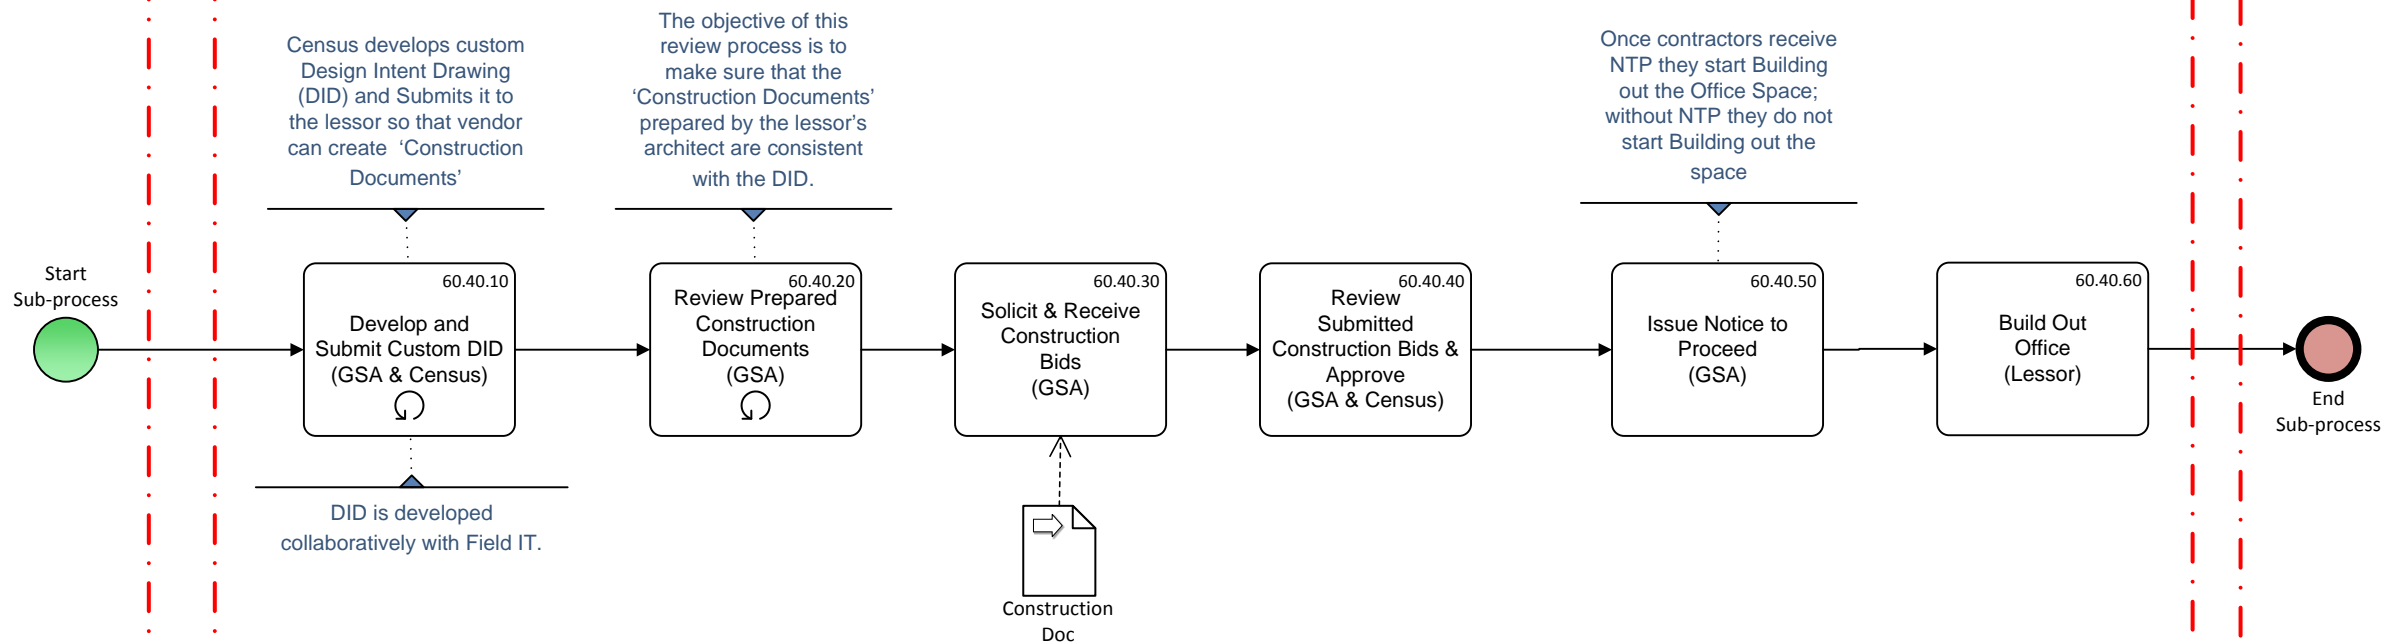 Census develops custom
Design Intent Drawing
(DID) and Submits it to
the lessor so that vendor
can create  ‘Construction
Documents’
The objective of this
review process is to
make sure that the
‘Construction Documents’
prepared by the lessor’s
architect are consistent
with the DID.
Once contractors receive
NTP they start Building
out the Office Space;
without NTP they do not
start Building out the
space
Start
Sub-process
60.40.10
Develop and
Submit Custom DID
(GSA & Census)
60.40.20
Review Prepared
Construction
Documents
(GSA)
60.40.30
Solicit & Receive
Construction
Bids
(GSA)
60.40.40
Review
Submitted
Construction Bids &
Approve
(GSA & Census)
60.40.50
Issue Notice to
Proceed
(GSA)
60.40.60
Build Out
Office
(Lessor)
End
Sub-process
DID is developed
collaboratively with Field IT.
Construction
Doc